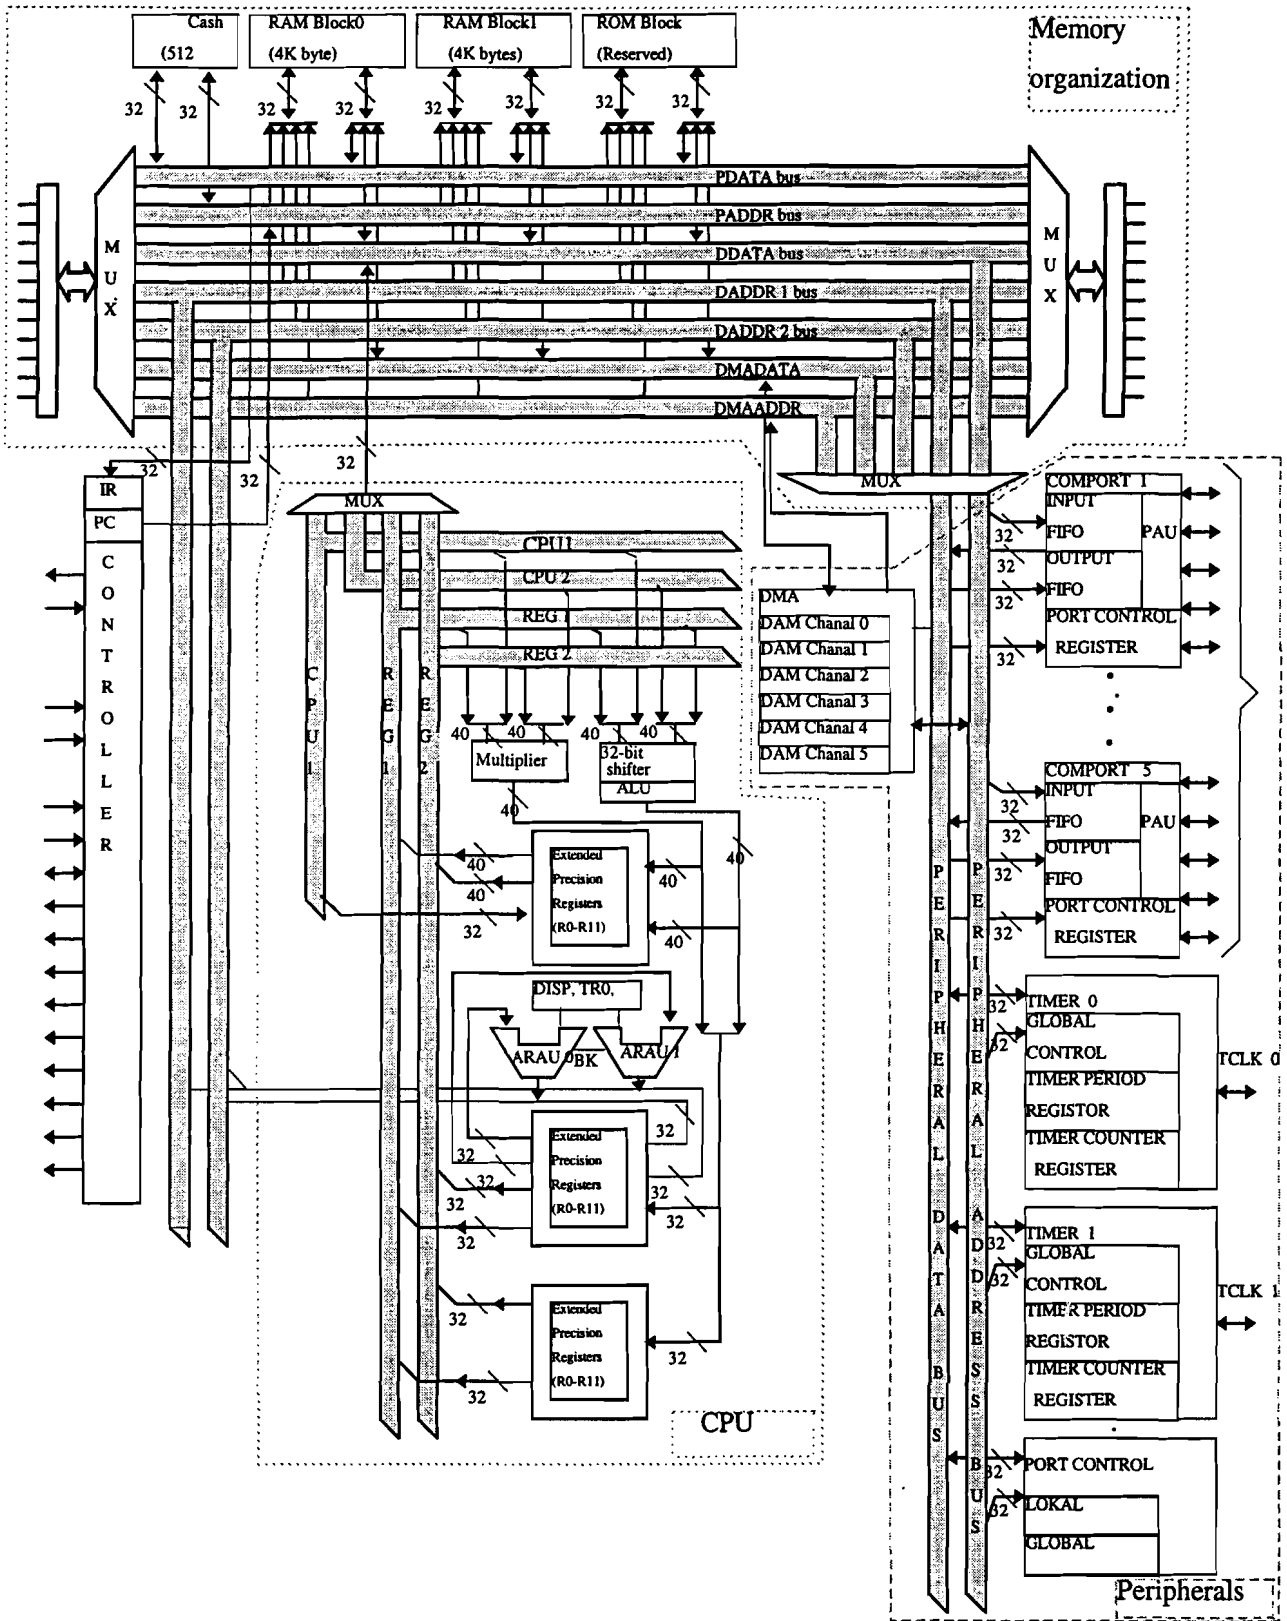 Cash
(512
RAM Block0
(4K byte)
RAM Block1
(4K bytes)
ROM Block
(Reserved)
Memory
organization
32
32
32
32
32
32
32
32
PDATA bus
PADDR bus
DDATA bus
DADDR 1 bus
DADDR 2 bus
DMADATA
DMAADDR
M
U
X
M
U
X
32
32
32
IR
PC
C
O
N
T
R
O
L
L
E
R
MUX
MUX
CPU1
CPU 2
REG 1
REG 2
C
P
U
1
R
E
G
1
R
E
G
2
40
40
40
40
Multiplier
32-bit
shifter
ALU
40
40
40
40
32
40
40
Extended
Precision
Registers
(R0-R11)
DISP, TR0,
ARAU 0
BK
ARAU 1
32
32
32
32
32
32
32
32
Extended
Precision
Registers
(R0-R11)
32
32
32
Extended
Precision
Registers
(R0-R11)
CPU
DMA
DAM Chanal 0
DAM Chanal 1
DAM Chanal 2
DAM Chanal 3
DAM Chanal 4
DAM Chanal 5
PERIPHERAL DATA BUS
PERIPHERAL ADDRESS BUS
COMPORT 1
INPUT
FIFO
PAU
OUTPUT
FIFO
PORT CONTROL
REGISTER
32
32
32
32
COMPORT 5
INPUT
FIFO
PAU
OUTPUT
FIFO
PORT CONTROL
REGISTER
32
32
32
32
TIMER 0
GLOBAL
CONTROL
TIMER PERIOD
REGISTOR
TIMER COUNTER
REGISTER
32
32
TCLK 0
TIMER 1
GLOBAL
CONTROL
TIMER PERIOD
REGISTOR
TIMER COUNTER
REGISTER
32
32
TCLK 1
PORT CONTROL
LOKAL
GLOBAL
32
32
Peripherals